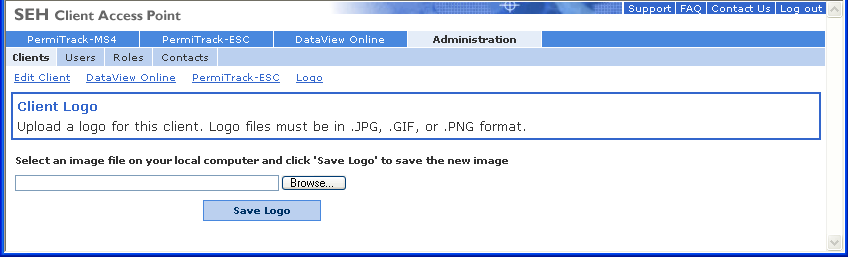 SEH Client Access Point
Support FAQ Contact Us Log out
PermiTrack-MS4 PermiTrack-ESC DataView Online Administration
Clients Users Roles Contacts
Edit Client DataView Online PermiTrack-ESC Logo
Client Logo
Upload a logo for this client. Logo files must be in .JPG, .GIF, or .PNG format.
Select an image file on your local computer and click 'Save Logo' to save the new image
Browse...
Save Logo